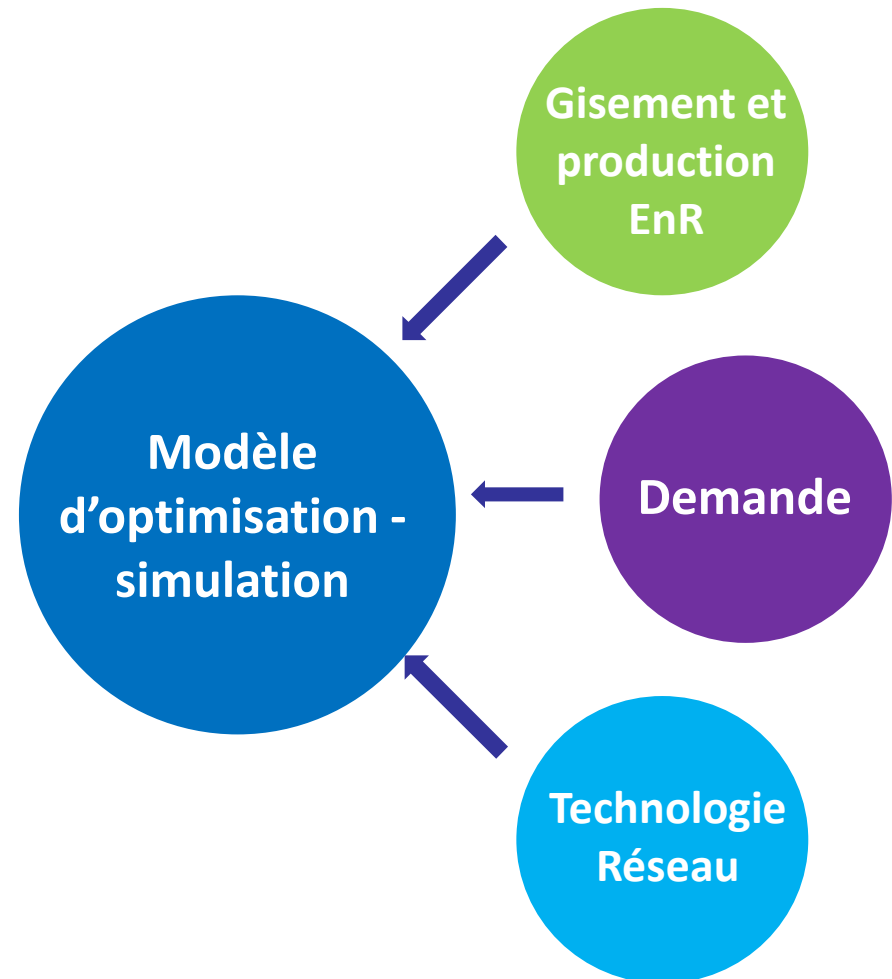 Gisement et
production
EnR
Modèle
d’optimisation -
simulation
Demande
Technologie
Réseau